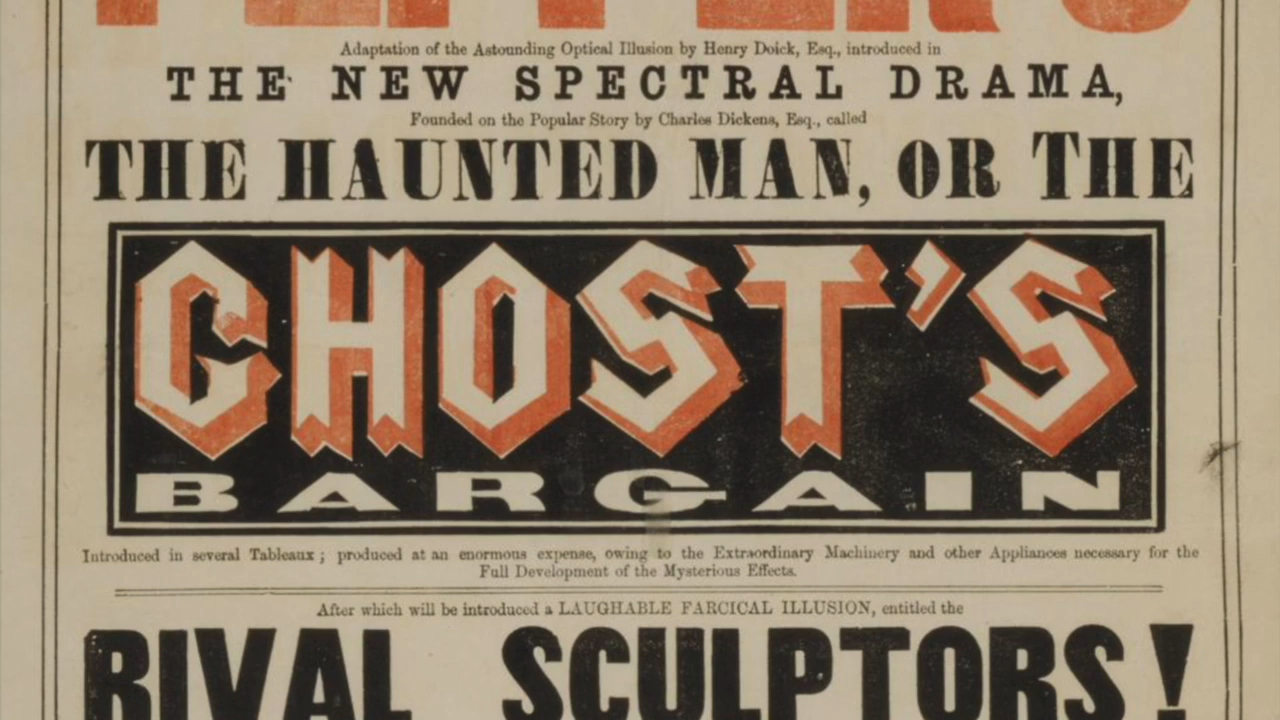 PEPPER'S
Adaptation of the Astounding Optical Illusion by Henry Doick, Esq., introduced in
THE NEW SPECTRAL DRAMA,
Founded on the Popular Story by Charles Dickens, Esq., called
THE HAUNTED MAN, OR THE
GHOST'S
BARGAIN
Introduced in several Tableaux; produced at an enormous expense, owing to the Extraordinary Machinery and other Appliances necessary for the
Full Development of the Mysterious Effects.
After which will be introduced a LAUGHABLE FARCICAL ILLUSION, entitled the
RIVAL SCULPTORS!